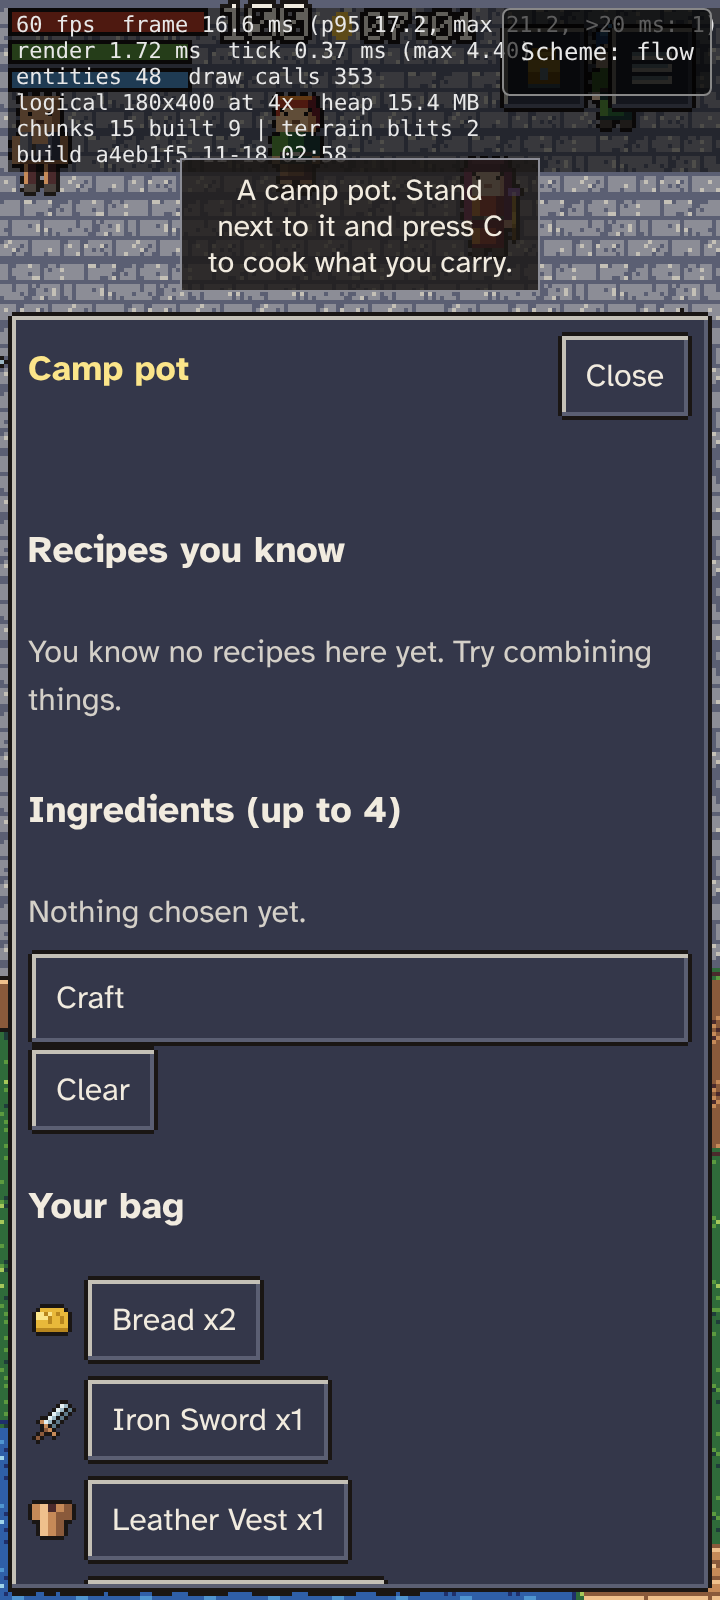 60 fps  frame 16.6 ms (p95 17.2, max 21.2, >20 ms: 1)
render 1.72 ms  tick 0.37 ms (max 4.40
Scheme: flow
entities 48  draw calls 353
logical 180x400 at 4x  heap 15.4 MB
chunks 15 built 9 | terrain blits 2
build a4eb1f5 11-18 02:58
A camp pot. Stand
next to it and press C
to cook what you carry.
Camp pot
Close
Recipes you know
You know no recipes here yet. Try combining
things.
Ingredients (up to 4)
Nothing chosen yet.
Craft
Clear
Your bag
Bread x2
Iron Sword x1
Leather Vest x1